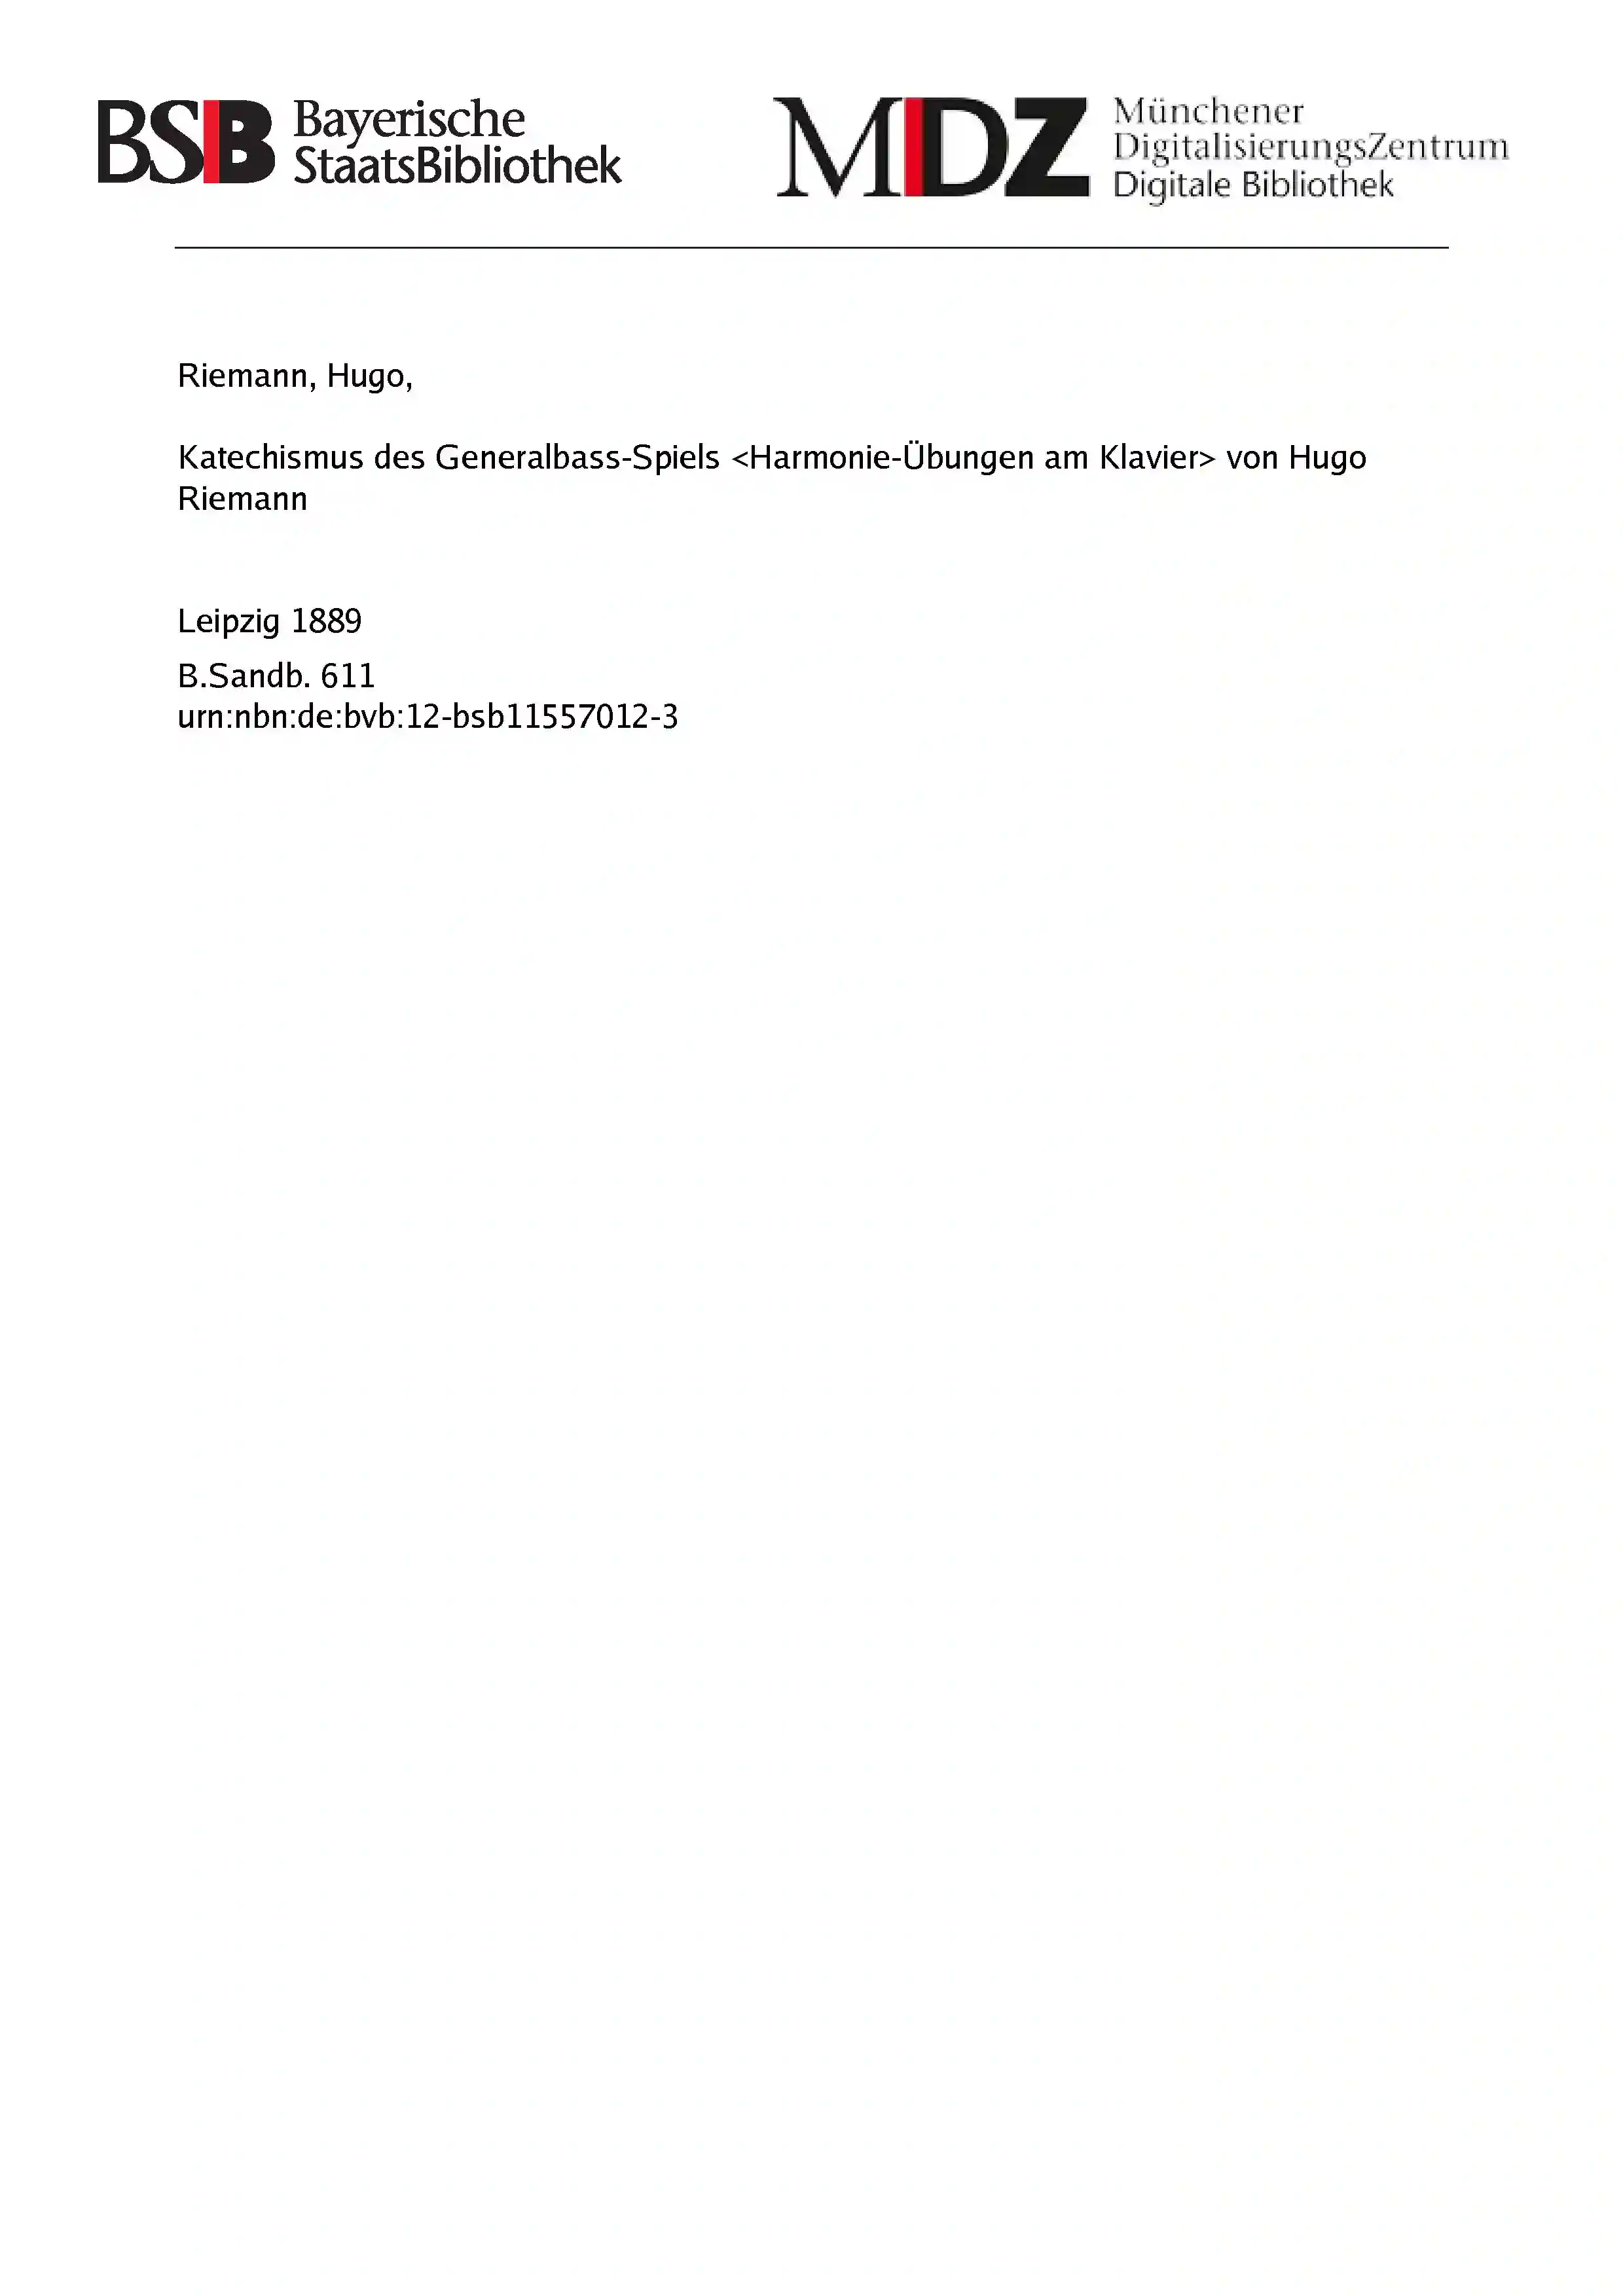 BSB Bayerische
StaatsBibliothek
MDZ Münchener
DigitalisierungsZentrum
Digitale Bibliothek
Riemann, Hugo,
Katechismus des Generalbass-Spiels <Harmonie-Übungen am Klavier> von Hugo
Riemann
Leipzig 1889
B.Sandb. 611
urn:nbn:de:bvb:12-bsb11557012-3